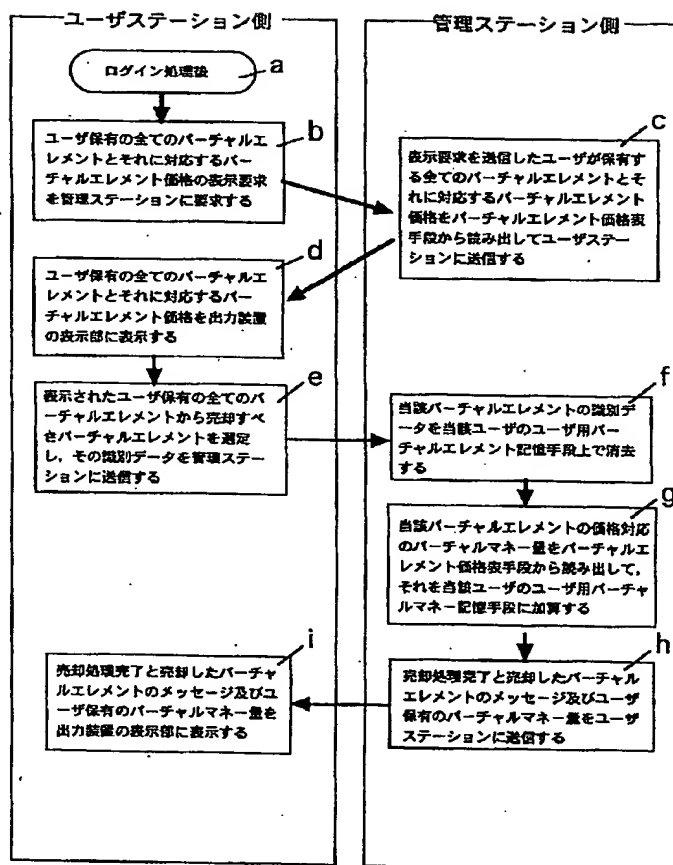 ユーザステーション側
管理ステーション側
ログイン処理後
a
b
ユーザ保有の全てのバーチャルエ
レメントとそれに対応するバー
チャルエレメント価格の表示要求
を管理ステーションに要求する
c
表示要求を送信したユーザが保有す
る全てのバーチャルエレメントとそ
れに対応するバーチャルエレメント
価格をバーチャルエレメント価格表
手段から読み出してユーザステー
ションに送信する
d
ユーザ保有の全てのバーチャルエ
レメントとそれに対応するバー
チャルエレメント価格を出力装置
の表示部に表示する
e
表示されたユーザ保有の全てのバ
ーチャルエレメントから売却すべ
きバーチャルエレメントを選定
し，その識別データを管理ステー
ションに送信する
f
当該バーチャルエレメントの識別デ
ータを当該ユーザのユーザ用バー
チャルエレメント記憶手段上で消去
する
g
当該バーチャルエレメントの価格対応
のバーチャルマネー量をバーチャルエ
レメント価格表手段から読み出して，
それを当該ユーザのユーザ用バーチャ
ルマネー記憶手段に加算する
h
売却処理完了と売却したバーチャル
エレメントのメッセージ及びユーザ
保有のバーチャルマネー量をユーザ
ステーションに送信する
i
売却処理完了と売却したバーチャ
ルエレメントのメッセージ及びユー
ザ保有のバーチャルマネー量を
出力装置の表示部に表示する